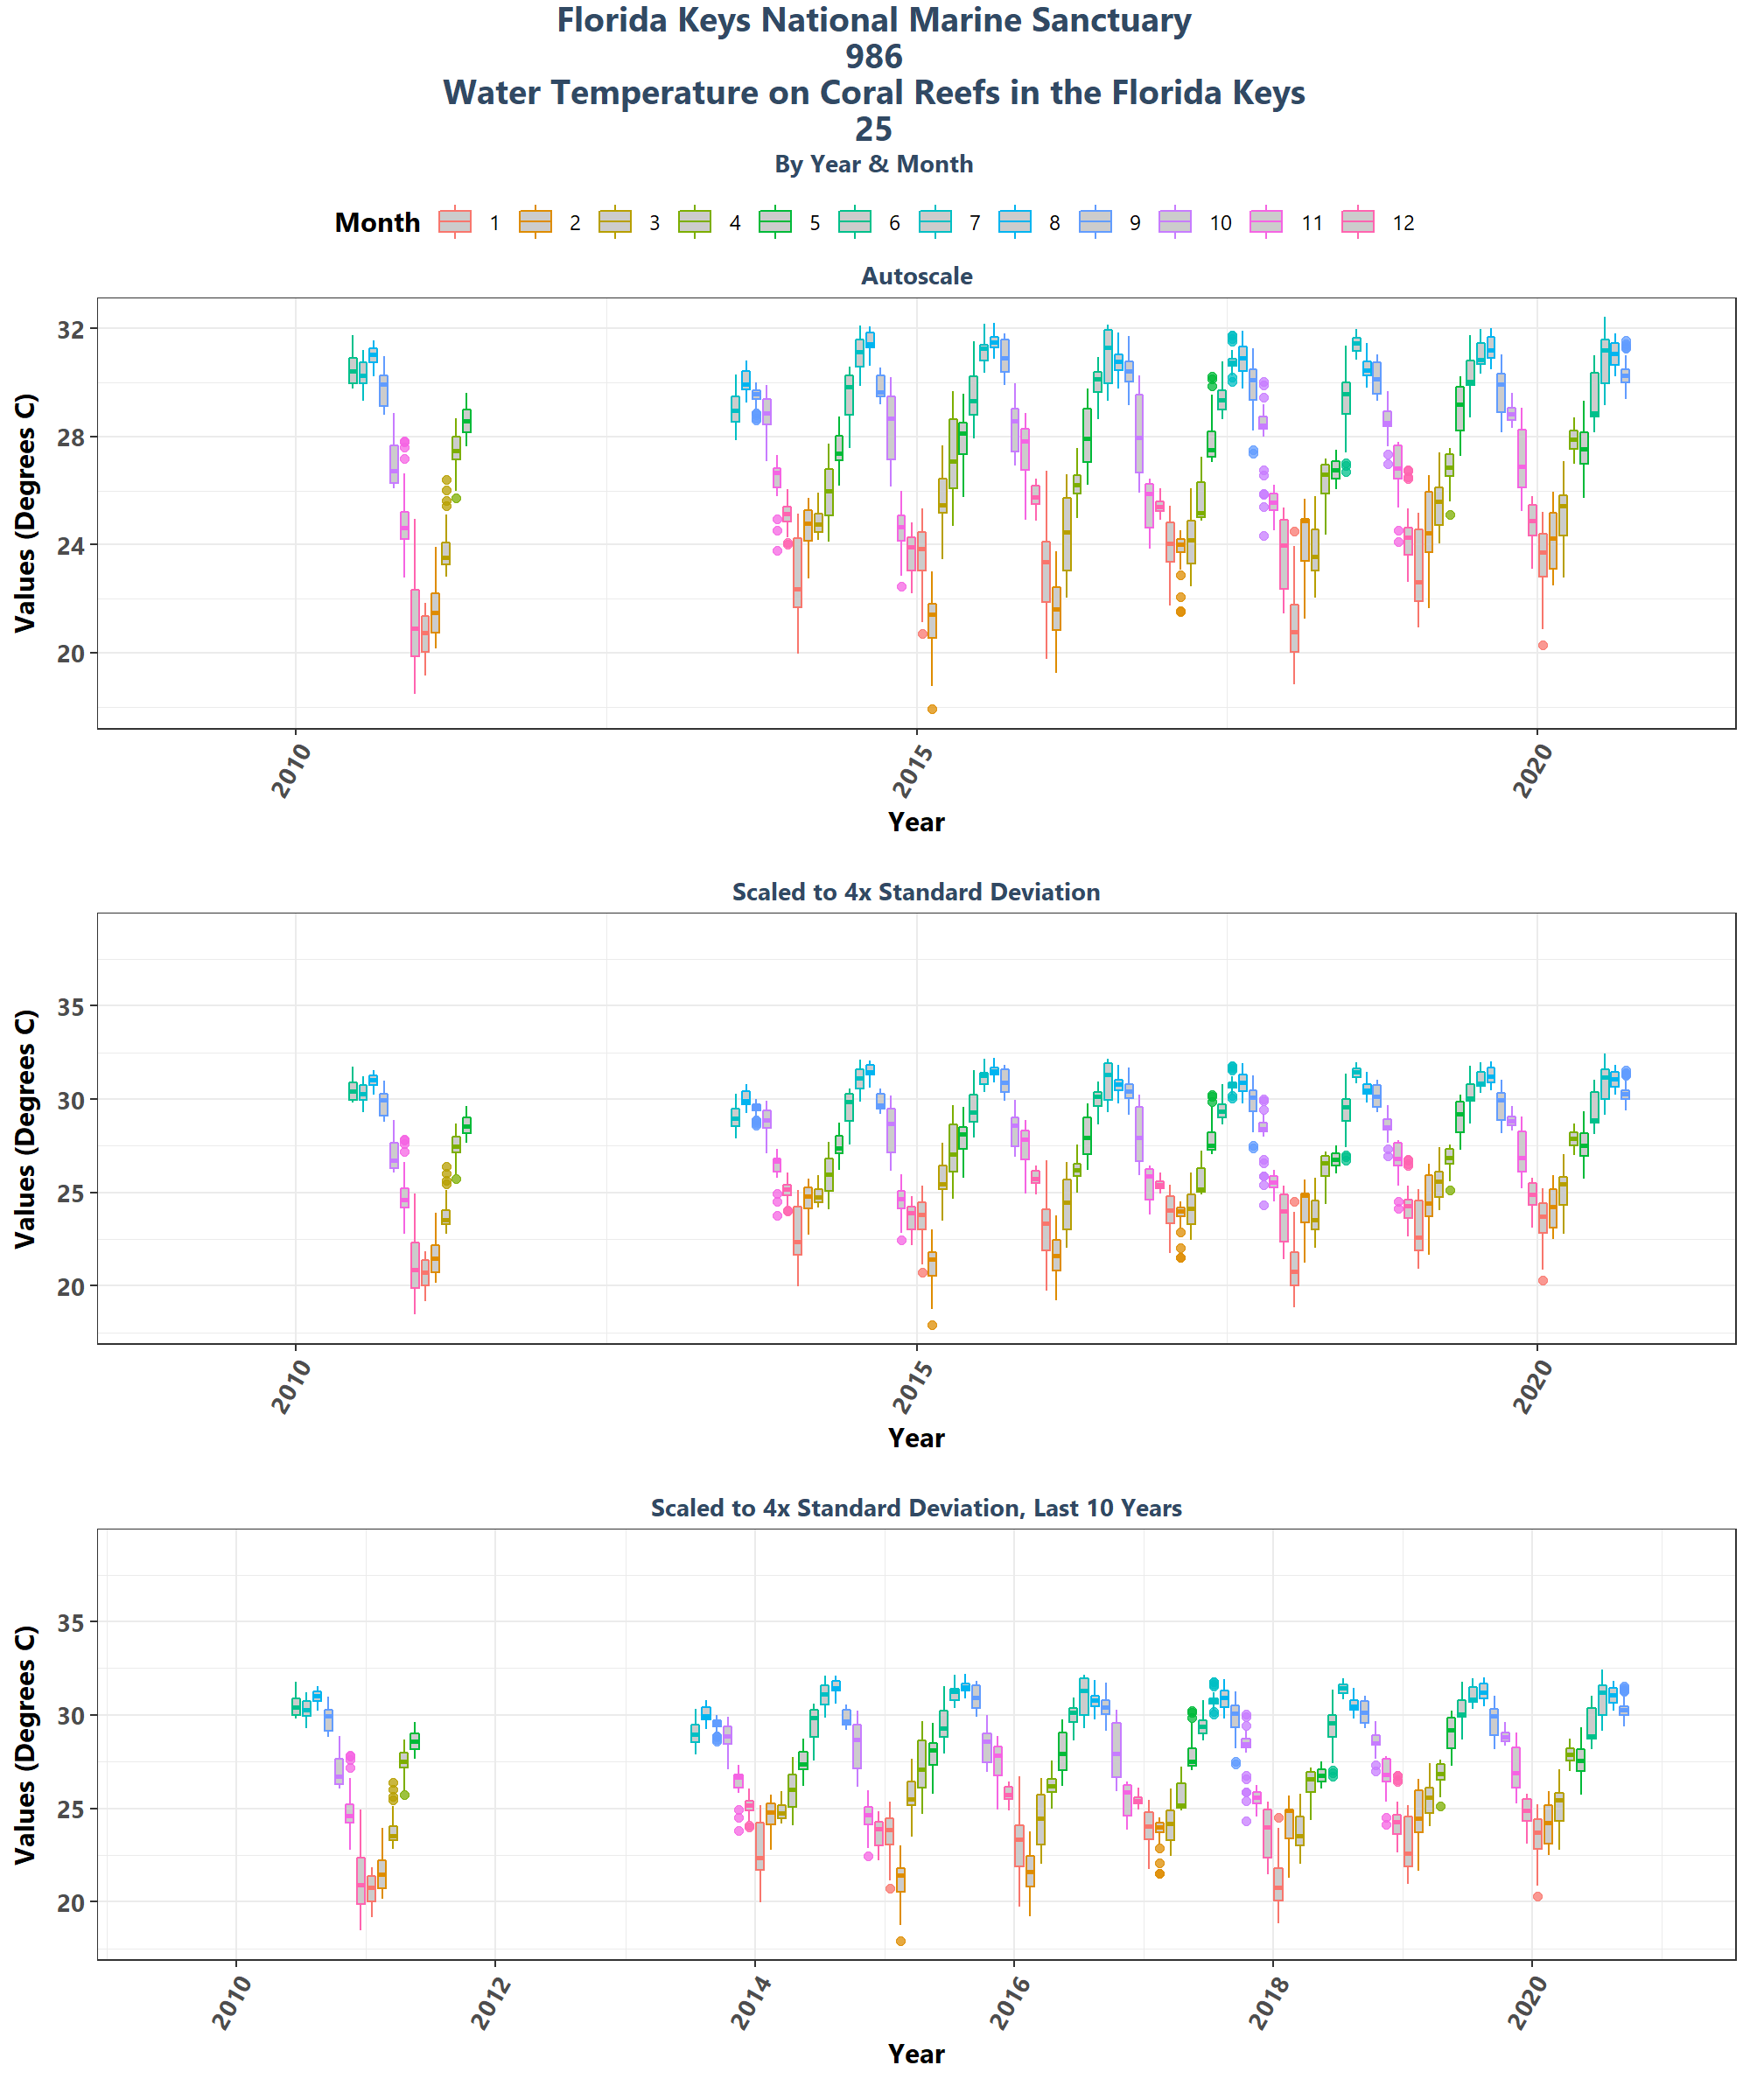 Florida Keys National Marine Sanctuary
986
Water Temperature on Coral Reefs in the Florida Keys
25
By Year & Month
Month 1 2 3 4 5 6 7 8 9 10 11 12
Autoscale
Values (Degrees C)
32
28
24
20
2010 2015 2020
Year
Scaled to 4x Standard Deviation
Values (Degrees C)
35
30
25
20
2010 2015 2020
Year
Scaled to 4x Standard Deviation, Last 10 Years
Values (Degrees C)
35
30
25
20
2010 2012 2014 2016 2018 2020
Year